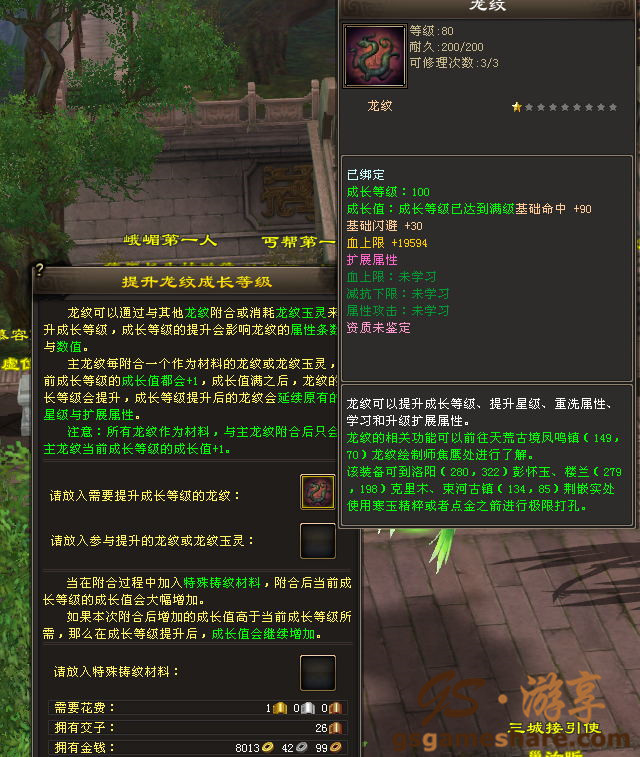 龙纹
等级:80
耐久:200/200
可修理次数:3/3
龙纹
已绑定
成长等级：100
成长值：成长等级已达到满级基础命中 +90
基础闪避 +30
血上限 +19594
扩展属性
血上限：未学习
减抗下限：未学习
属性攻击：未学习
资质未鉴定
龙纹可以提升成长等级、提升星级、重洗属性、
学习和升级扩展属性。
龙纹的相关功能可以前往天荒古境凤鸣镇（149，
70）龙纹绘制师焦鹰处进行了解。
该装备可到洛阳（280，322）彭怀玉、楼兰（279
，198）克里木、束河古镇（134，85）荆嵚实处
使用寒玉精粹或者点金之箭进行极限打孔。
峨嵋第一人
丐帮第一
慕容
虚位
?
提升龙纹成长等级
龙纹可以通过与其他龙纹附合或消耗龙纹玉灵来
升成长等级，成长等级的提升会影响龙纹的属性条数
与数值。
主龙纹每附合一个作为材料的龙纹或龙纹玉灵，
前成长等级的成长值都会+1，成长值满之后，龙纹的
长等级会提升，成长等级提升后的龙纹会延续原有的
星级与扩展属性。
注意：所有龙纹作为材料，与主龙纹附合后只会
主龙纹当前成长等级的成长值+1。
请放入需要提升成长等级的龙纹：
请放入参与提升的龙纹或龙纹玉灵：
当在附合过程中加入特殊铸纹材料，附合后当前成
长等级的成长值会大幅增加。
如果本次附合后增加的成长值高于当前成长等级所
需，那么在成长等级提升后，成长值会继续增加。
请放入特殊铸纹材料：
需要花费： 1 0 0
拥有交子： 26
拥有金钱： 8013 42 99
三城接引使
GS·游享
gsgameshare.com